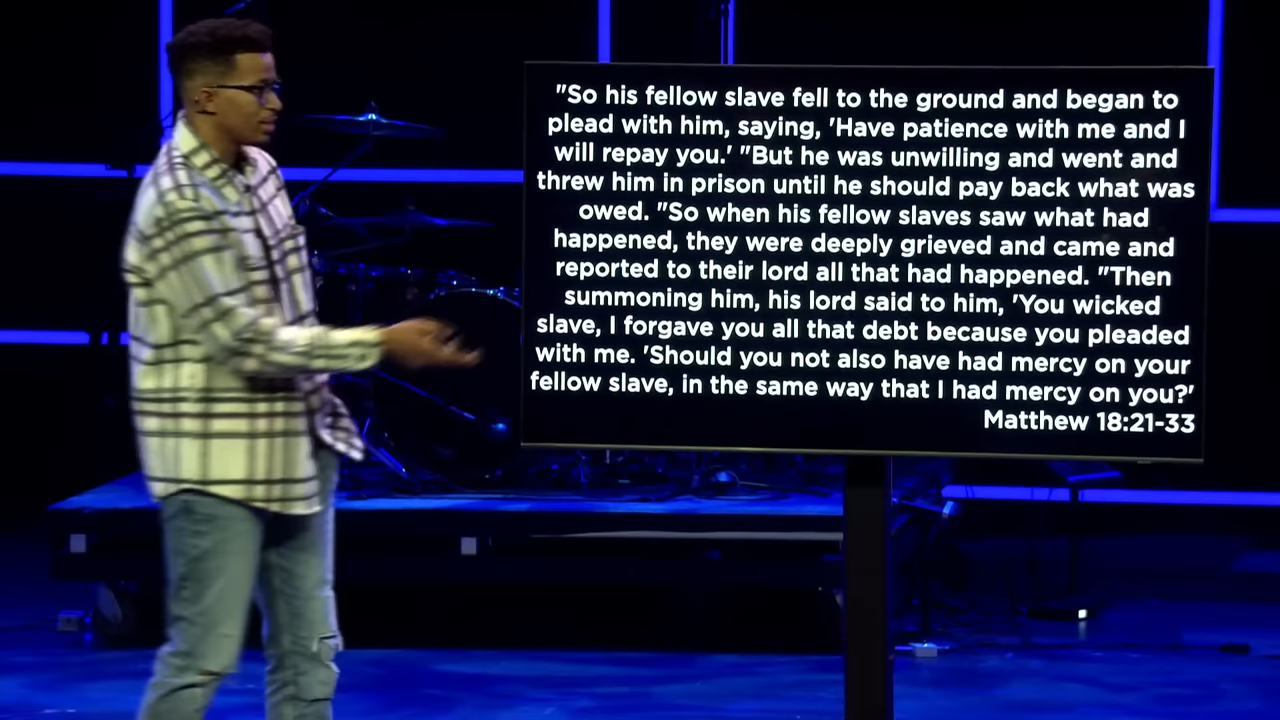 "So his fellow slave fell to the ground and began to
plead with him, saying, 'Have patience with me and I
will repay you.' "But he was unwilling and went and
threw him in prison until he should pay back what was
owed. "So when his fellow slaves saw what had
happened, they were deeply grieved and came and
reported to their lord all that had happened. "Then
summoning him, his lord said to him, 'You wicked
slave, I forgave you all that debt because you pleaded
with me. 'Should you not also have had mercy on your
fellow slave, in the same way that I had mercy on you?'
Matthew 18:21-33